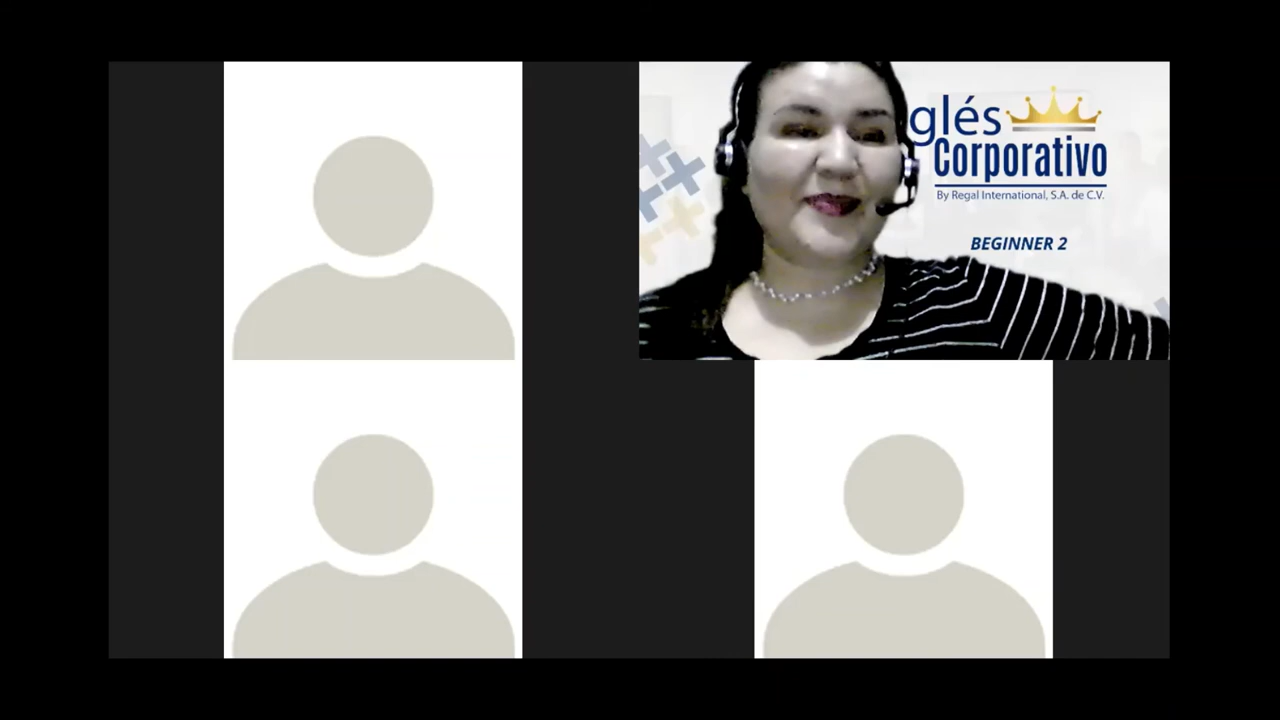 glés
Corporativo
By Regal International, S.A. de C.V.
BEGINNER 2